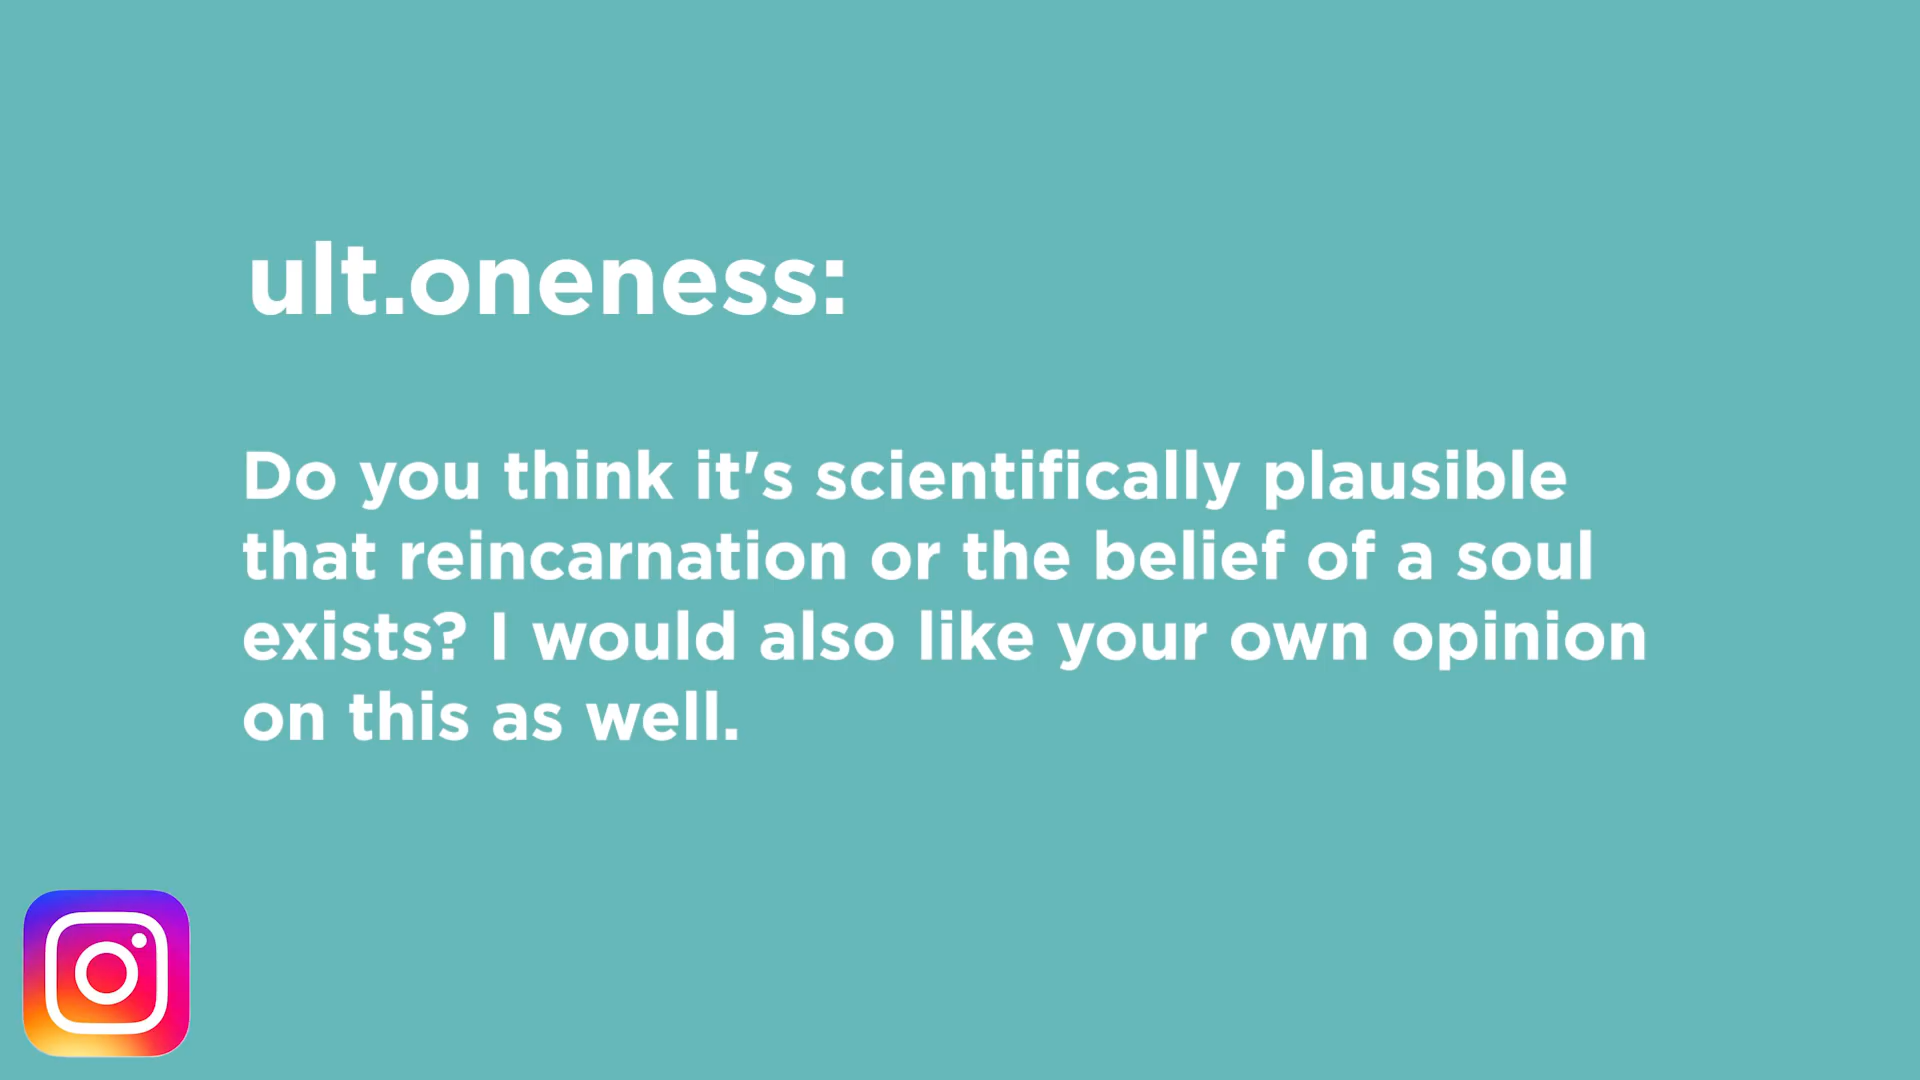 ult.oneness:
Do you think it's scientifically plausible
that reincarnation or the belief of a soul
exists? I would also like your own opinion
on this as well.